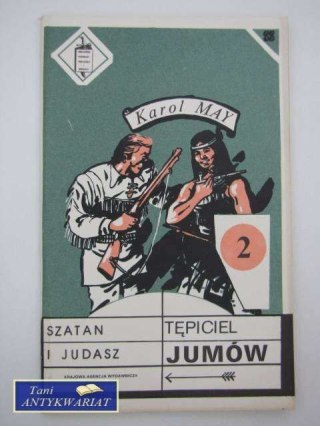 Karol MAY
2
SZATAN
I JUDASZ
TĘPICIEL
JUMÓW
KRAJOWA AGENCJA WYDAWNICZA
Tani
ANTYKWARIAT